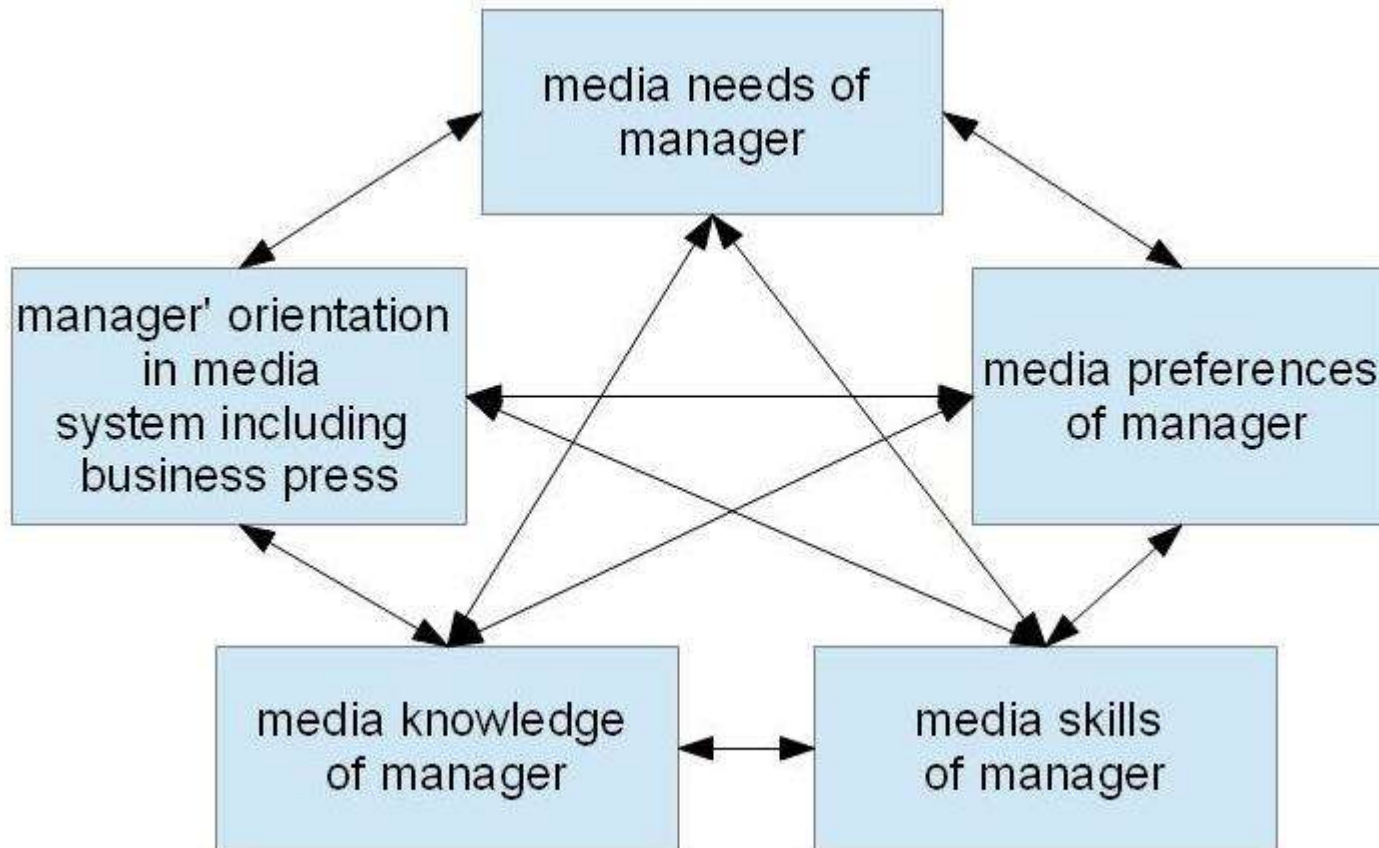 media needs of
manager
manager' orientation
in media
system including
business press
media preferences
of manager
media knowledge
of manager
media skills
of manager